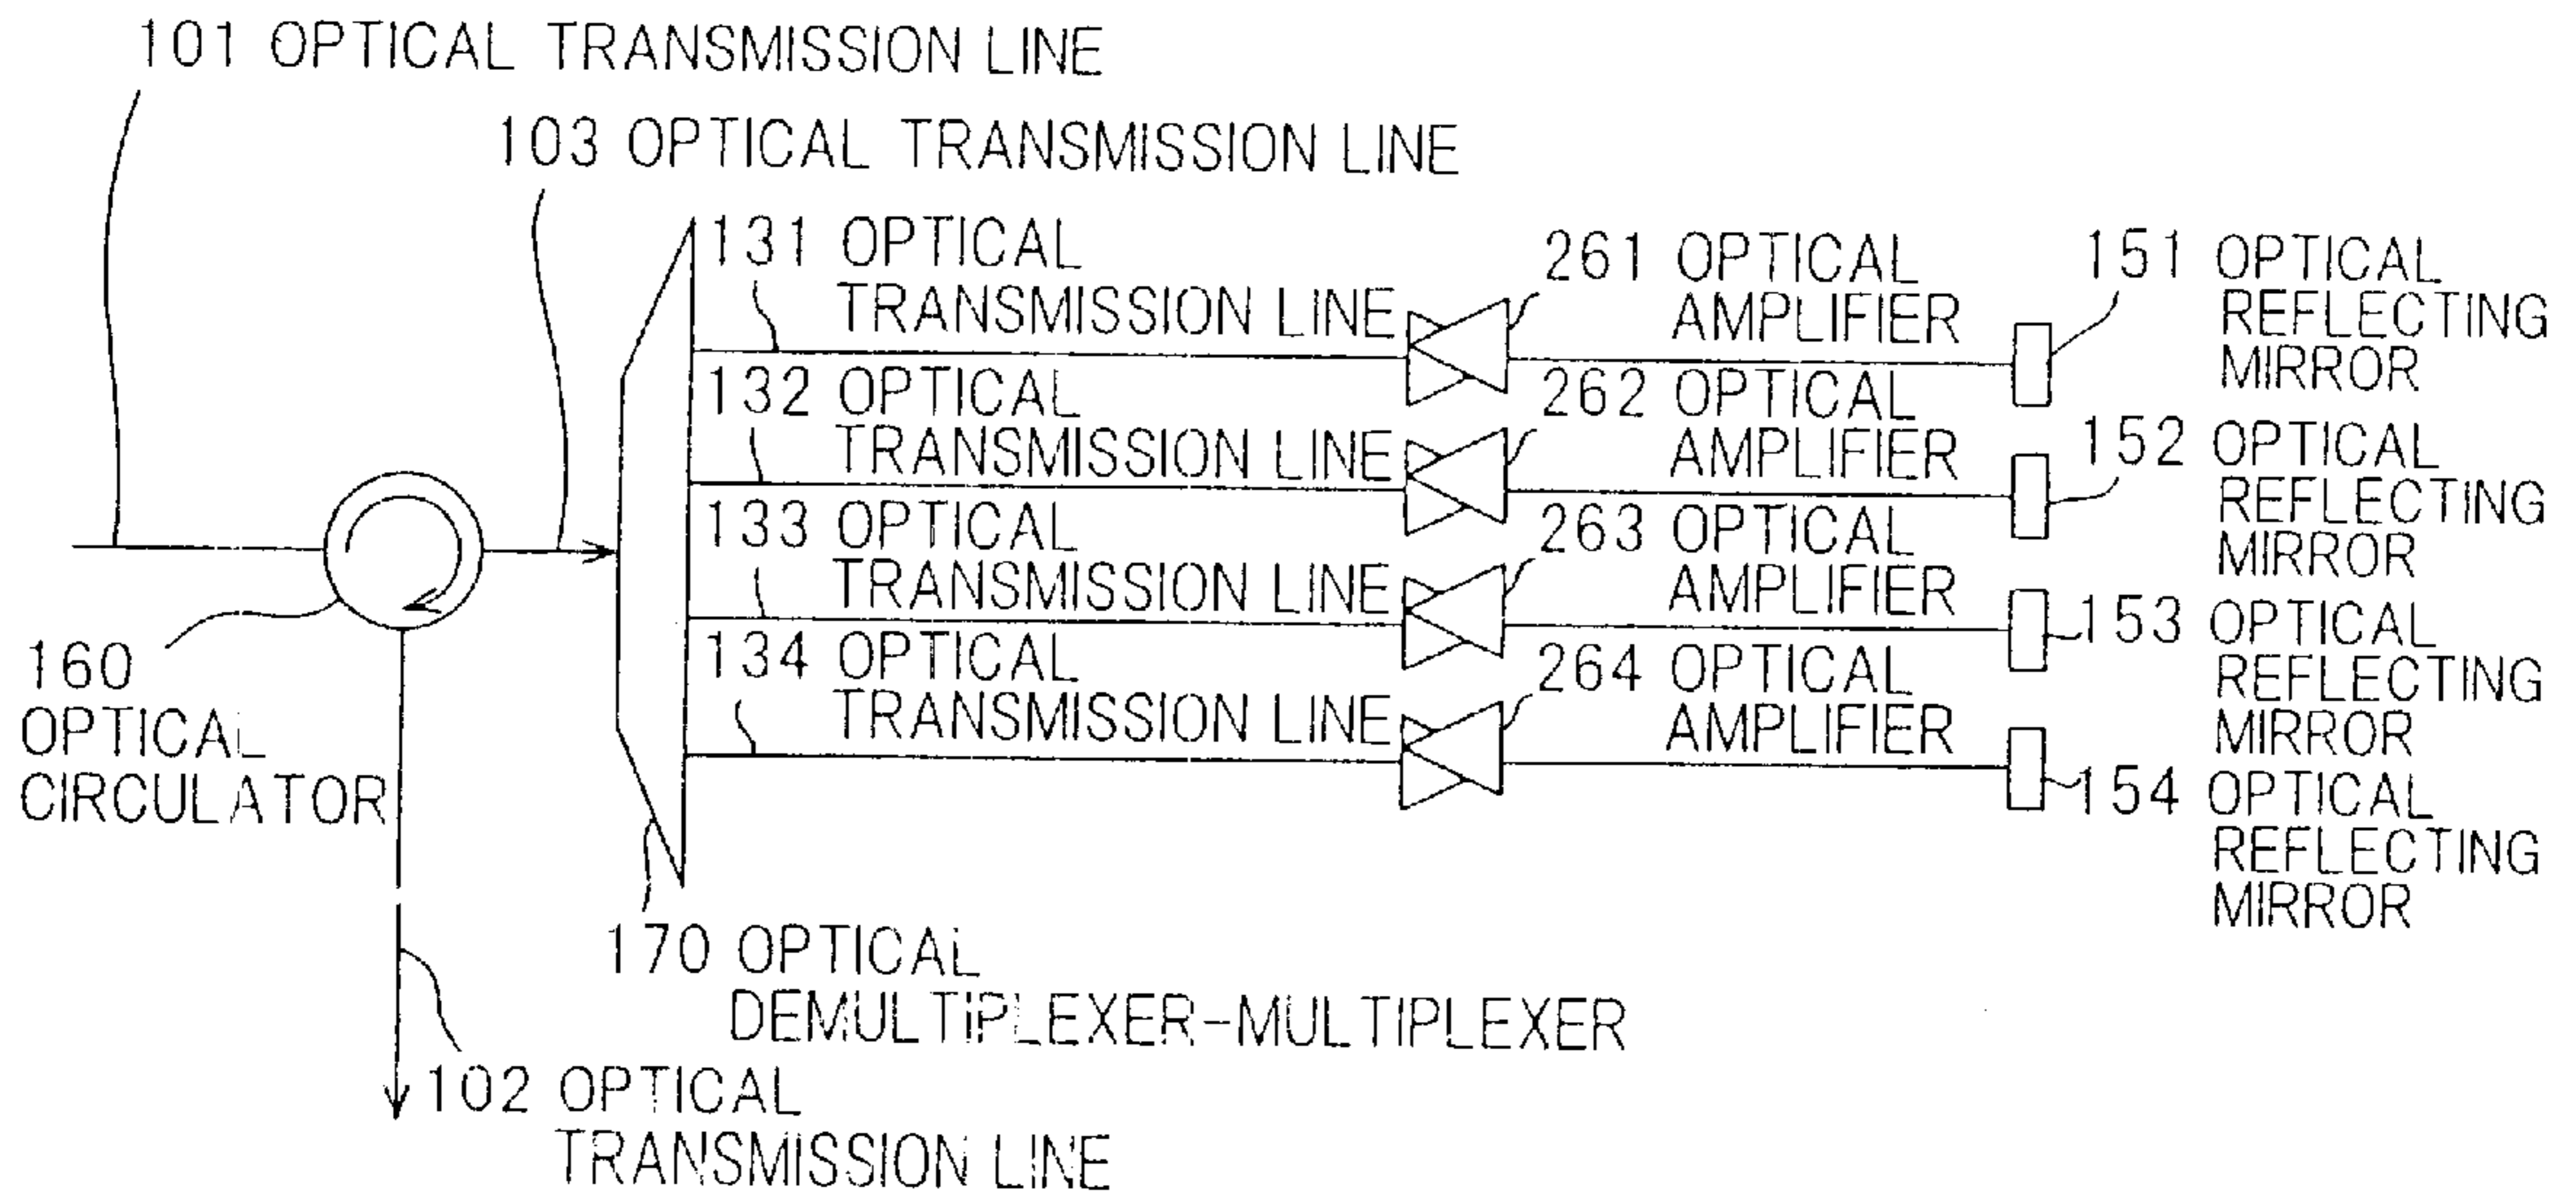 101 OPTICAL TRANSMISSION LINE
103 OPTICAL TRANSMISSION LINE
131 OPTICAL
TRANSMISSION LINE
261 OPTICAL
AMPLIFIER
151 OPTICAL
REFLECTING
MIRROR
132 OPTICAL
TRANSMISSION LINE
262 OPTICAL
AMPLIFIER
152 OPTICAL
REFLECTING
MIRROR
133 OPTICAL
TRANSMISSION LINE
263 OPTICAL
AMPLIFIER
153 OPTICAL
REFLECTING
MIRROR
134 OPTICAL
TRANSMISSION LINE
264 OPTICAL
AMPLIFIER
154 OPTICAL
REFLECTING
MIRROR
160
OPTICAL
CIRCULATOR
170 OPTICAL
DEMULTIPLEXER-MULTIPLEXER
102 OPTICAL
TRANSMISSION LINE